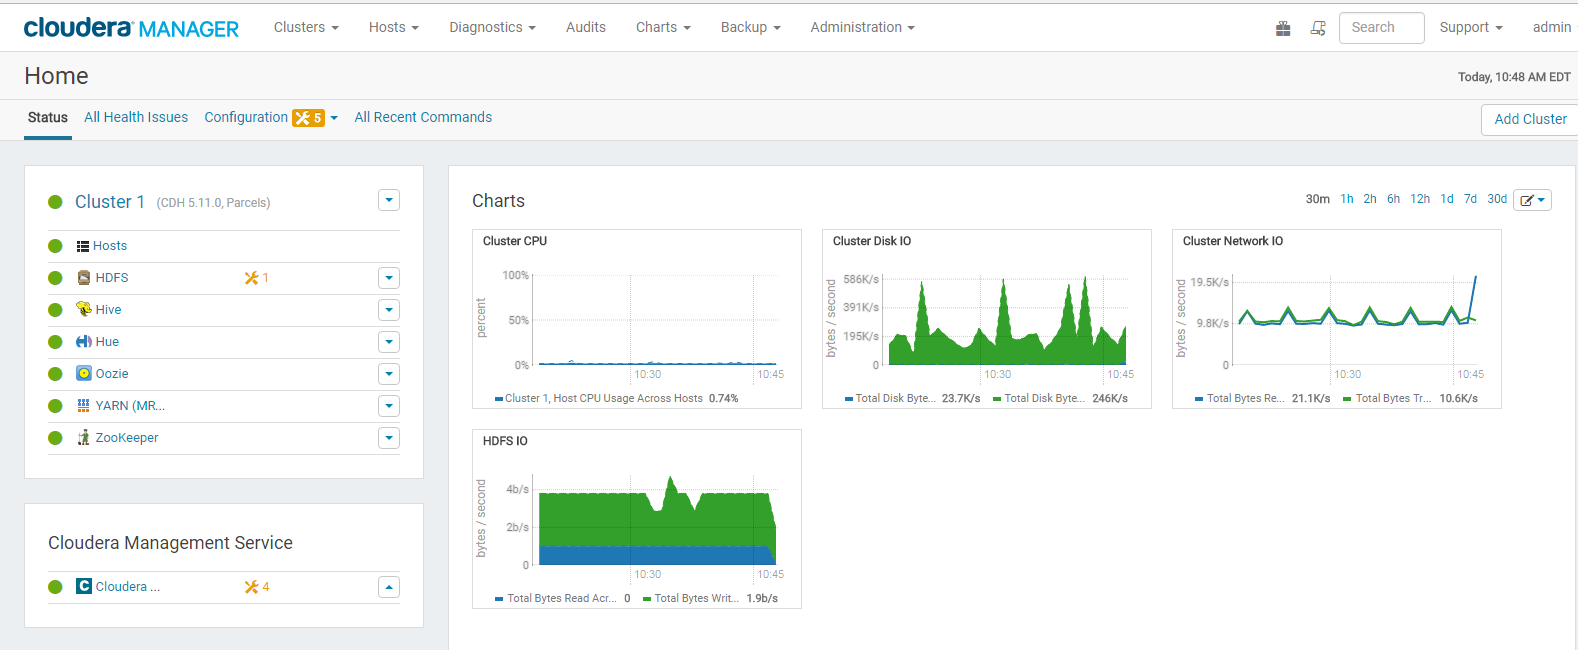 cloudera MANAGER Clusters Hosts Diagnostics Audits Charts Backup Administration Search Support admin
Home
Today, 10:48 AM EDT
Status All Health Issues Configuration 5 All Recent Commands
Add Cluster
Cluster 1 (CDH 5.11.0, Parcels)
Hosts
HDFS 1
Hive
Hue
Oozie
YARN (MR...
ZooKeeper
Cloudera Management Service
C Cloudera ... 4
Charts
30m 1h 2h 6h 12h 1d 7d 30d
Cluster CPU
percent
100%
50%
0%
10:30 10:45
Cluster 1, Host CPU Usage Across Hosts 0.74%
Cluster Disk IO
bytes / second
586K/s
391K/s
195K/s
0
10:30 10:45
Total Disk Byte... 23.7K/s Total Disk Byte... 246K/s
Cluster Network IO
bytes / second
19.5K/s
9.8K/s
0
10:30 10:45
Total Bytes Re... 21.1K/s Total Bytes Tr... 10.6K/s
HDFS IO
bytes / second
4b/s
2b/s
0
10:30 10:45
Total Bytes Read Acr... 0 Total Bytes Writ... 1.9b/s